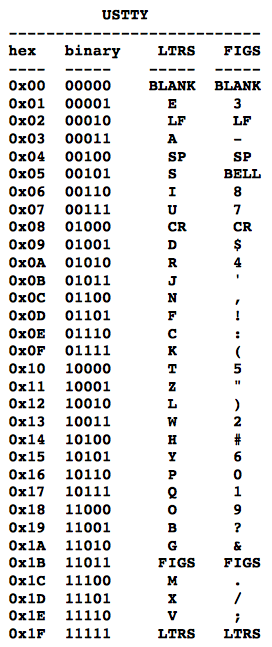 USTTY
-----------------------------
hex binary LTRS FIGS
---- ----- ---- -----
0x00 00000 BLANK BLANK
0x01 00001 E 3
0x02 00010 LF LF
0x03 00011 A -
0x04 00100 SP SP
0x05 00101 S BELL
0x06 00110 I 8
0x07 00111 U 7
0x08 01000 CR CR
0x09 01001 D $
0x0A 01010 R 4
0x0B 01011 J '
0x0C 01100 N ,
0x0D 01101 F !
0x0E 01110 C :
0x0F 01111 K (
0x10 10000 T 5
0x11 10001 Z "
0x12 10010 L )
0x13 10011 W 2
0x14 10100 H #
0x15 10101 Y 6
0x16 10110 P 0
0x17 10111 Q 1
0x18 11000 O 9
0x19 11001 B ?
0x1A 11010 G &
0x1B 11011 FIGS FIGS
0x1C 11100 M .
0x1D 11101 X /
0x1E 11110 V ;
0x1F 11111 LTRS LTRS